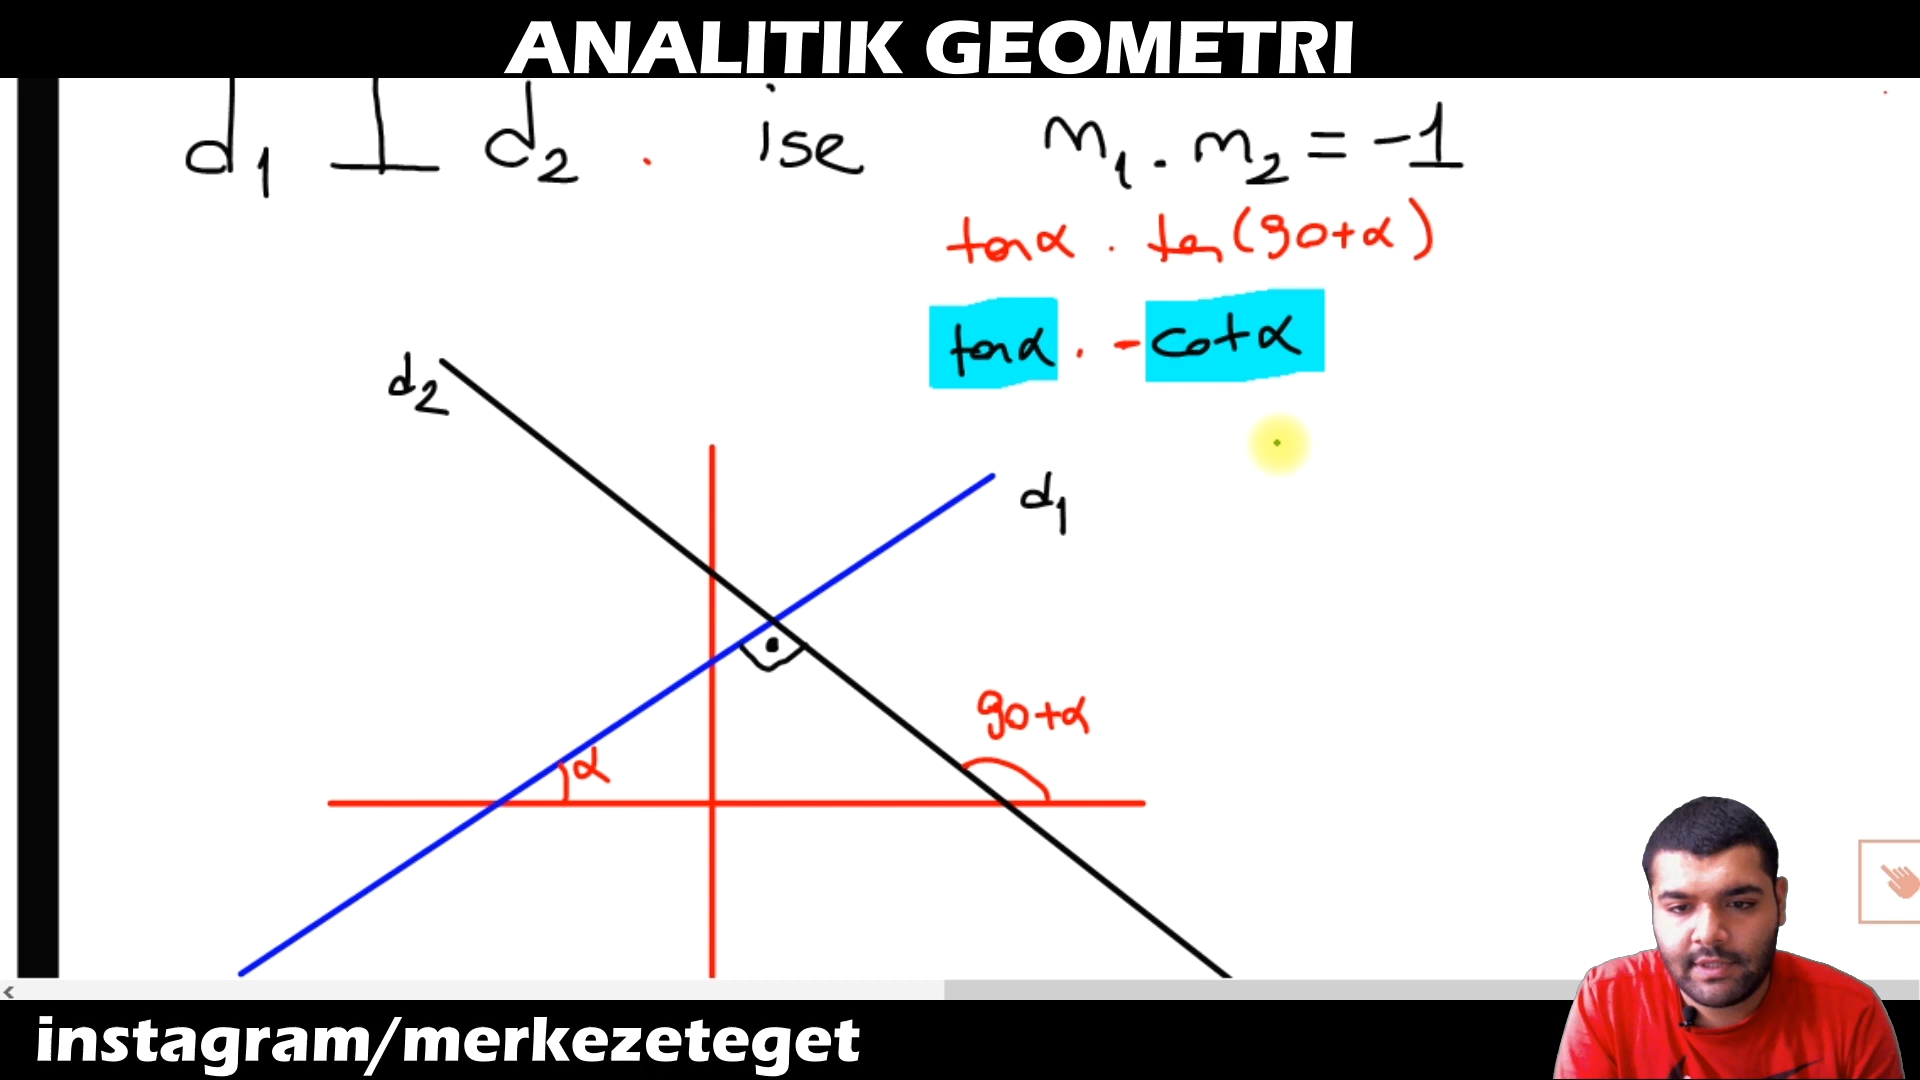 ANALITIK GEOMETRI
d1 ⊥ d2 . ise m1 . m2 = -1
tanα . tan(90+α)
tanα . -cotα
d2
d1
90+α
α
instagram/merkezeteget